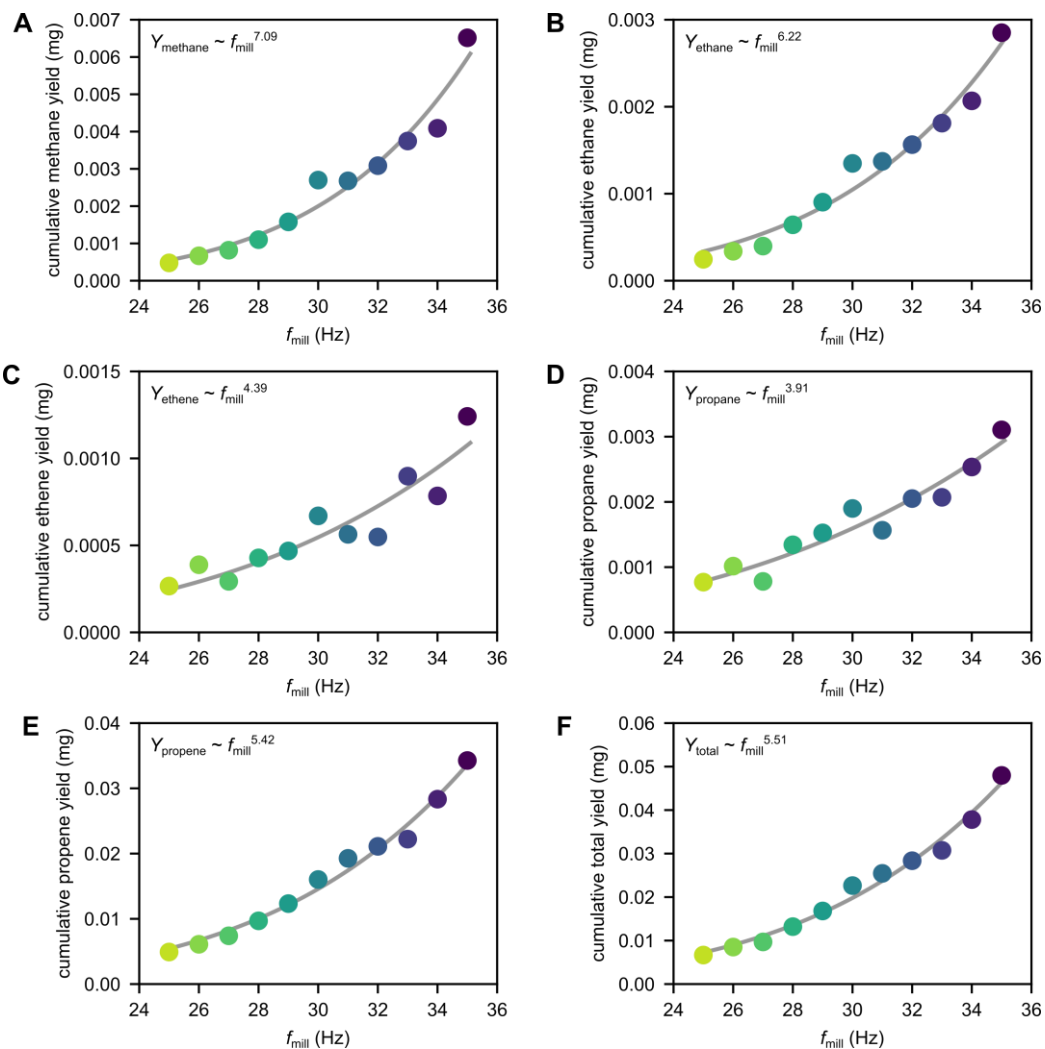 A
cumulative methane yield (mg)
Y_methane ~ f_mill^7.09
0.007
0.006
0.005
0.004
0.003
0.002
0.001
0.000
24 26 28 30 32 34 36
f_mill (Hz)
B
cumulative ethane yield (mg)
Y_ethane ~ f_mill^6.22
0.003
0.002
0.001
0.000
24 26 28 30 32 34 36
f_mill (Hz)
C
cumulative ethene yield (mg)
Y_ethene ~ f_mill^4.39
0.0015
0.0010
0.0005
0.0000
24 26 28 30 32 34 36
f_mill (Hz)
D
cumulative propane yield (mg)
Y_propane ~ f_mill^3.91
0.004
0.003
0.002
0.001
0.000
24 26 28 30 32 34 36
f_mill (Hz)
E
cumulative propene yield (mg)
Y_propene ~ f_mill^5.42
0.04
0.03
0.02
0.01
0.00
24 26 28 30 32 34 36
f_mill (Hz)
F
cumulative total yield (mg)
Y_total ~ f_mill^5.51
0.06
0.05
0.04
0.03
0.02
0.01
0.00
24 26 28 30 32 34 36
f_mill (Hz)